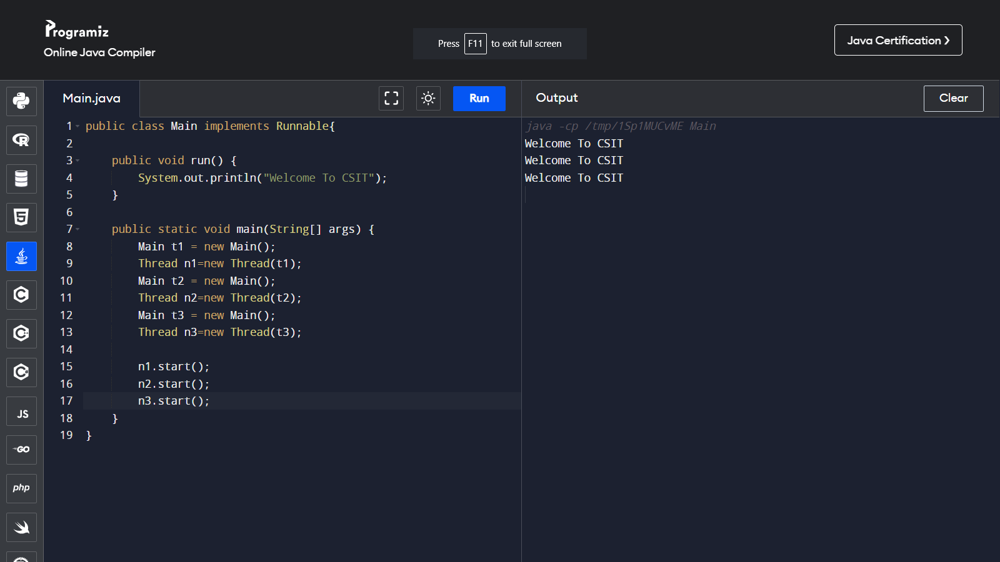 Programiz
Online Java Compiler
Press F11 to exit full screen
Java Certification ❯
Main.java
Run
Output
Clear
1 public class Main implements Runnable{
2
3     public void run() {
4         System.out.println("Welcome To CSIT");
5     }
6
7     public static void main(String[] args) {
8         Main t1 = new Main();
9         Thread n1=new Thread(t1);
10         Main t2 = new Main();
11         Thread n2=new Thread(t2);
12         Main t3 = new Main();
13         Thread n3=new Thread(t3);
14
15         n1.start();
16         n2.start();
17         n3.start();
18     }
19 }
java -cp /tmp/1Sp1MUCvME Main
Welcome To CSIT
Welcome To CSIT
Welcome To CSIT
R
5
C
C++
C#
JS
GO
php